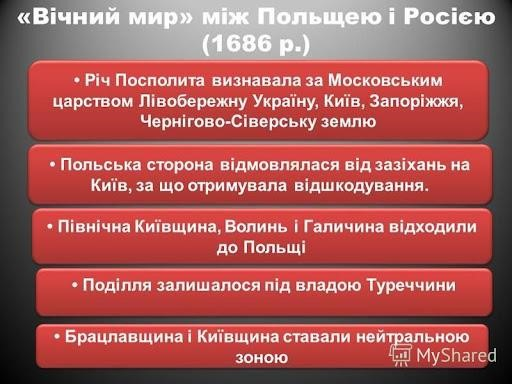 «Вічний мир» між Польщею і Росією
(1686 р.)
• Річ Посполита визнавала за Московським
царством Лівобережну Україну, Київ, Запоріжжя,
Чернігово-Сіверську землю
• Польська сторона відмовлялася від зазіхань на
Київ, за що отримувала відшкодування.
• Північна Київщина, Волинь і Галичина відходили
до Польщі
• Поділля залишалося під владою Туреччини
• Брацлавщина і Київщина ставали нейтральною
зоною
MyShared